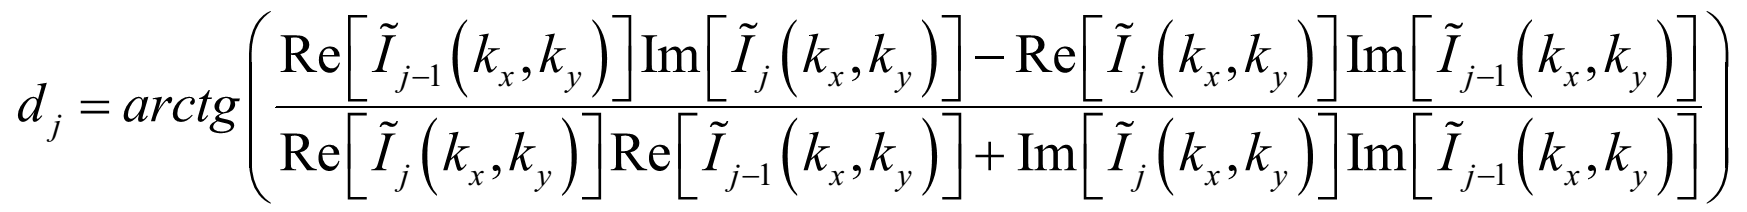 d_j = arctg( (Re[Ĩ_{j−1}(k_x,k_y)]Im[Ĩ_j(k_x,k_y)] − Re[Ĩ_j(k_x,k_y)]Im[Ĩ_{j−1}(k_x,k_y)]) / (Re[Ĩ_j(k_x,k_y)]Re[Ĩ_{j−1}(k_x,k_y)] + Im[Ĩ_j(k_x,k_y)]Im[Ĩ_{j−1}(k_x,k_y)]) )